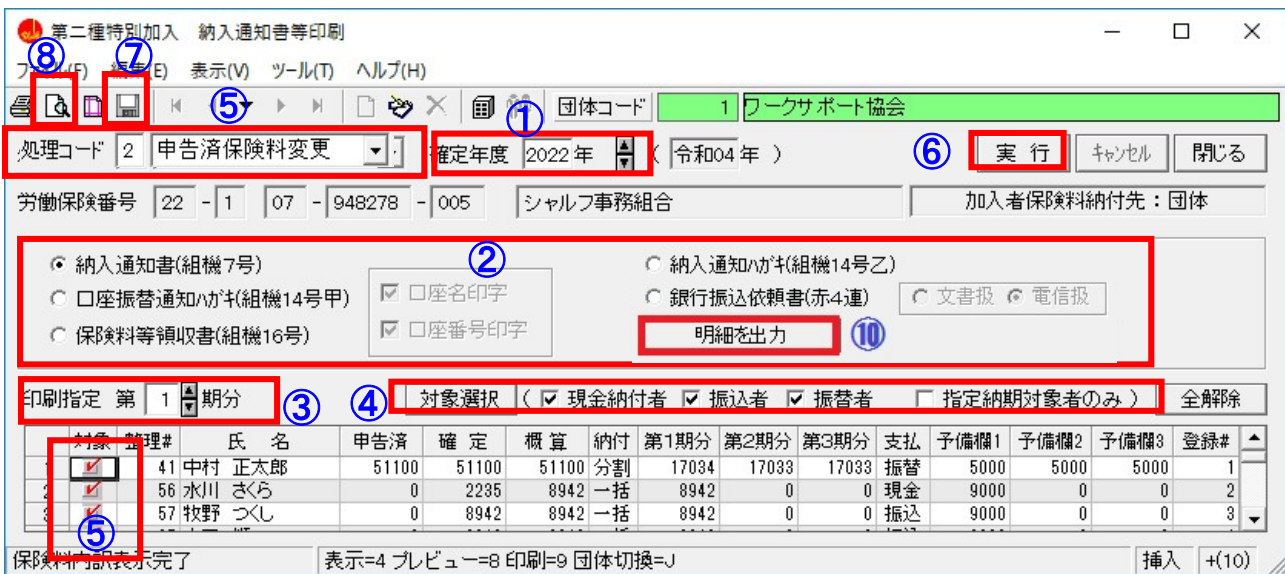 第二種特別加入 納入通知書等印刷
⑧ ⑦
(F) (E) 表示(V) ツール(T) ヘルプ(H)
⑤ ① 団体コード 1 ワークサポート協会
処理コード 2 申告済保険料変更 確定年度 2022 年 ( 令和04 年 ) ⑥ 実 行 キャンセル 閉じる
労働保険番号 22 - 1 07 - 948278 - 005 シャルフ事務組合 加入者保険料納付先：団体
納入通知書(組機7号) ② 納入通知ハガキ(組機14号乙)
口座振替通知ハガキ(組機14号甲) 口座名印字 銀行振込依頼書(赤4連) 文書扱 電信扱
保険料等領収書(組機16号) 口座番号印字 明細を出力 ⑩
印刷指定 第 1 期分 ③ ④ 対象選択 ( 現金納付者 振込者 振替者 指定納期対象者のみ ) 全解除
対象 整理# 氏 名 申告済 確 定 概 算 納付 第1期分 第2期分 第3期分 支払 予備欄1 予備欄2 予備欄3 登録#
1 41 中村 正太郎 51100 51100 51100 分割 17034 17033 17033 振替 5000 5000 5000 1
2 56 水川 さくら 0 2235 8942 一括 8942 0 0 現金 9000 0 0 2
3 57 牧野 つくし 0 8942 8942 一括 8942 0 0 振込 9000 0 0 3
⑤
保険料内訳表示完了 表示=4 プレビュー=8 印刷=9 団体切換=J 挿入 +(10)